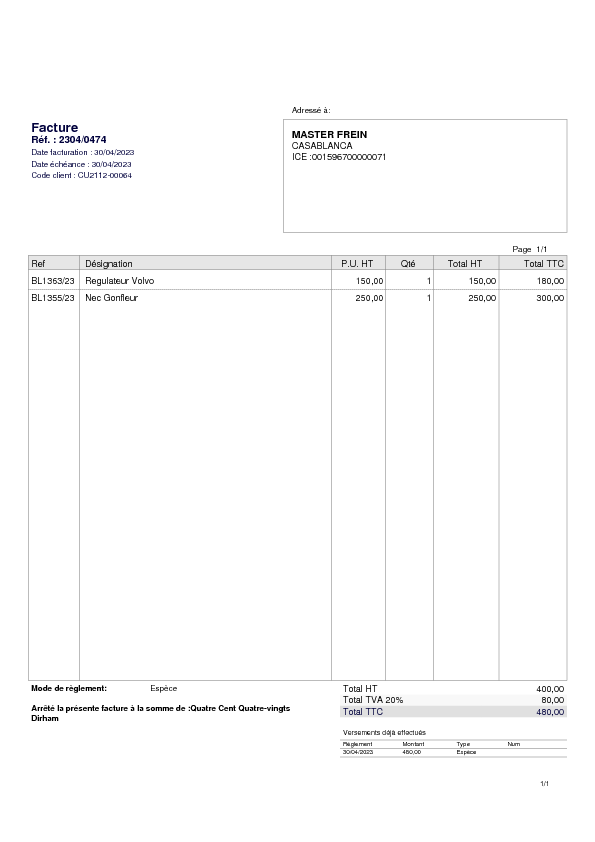 Adressé à:
Facture
Réf. : 2304/0474
Date facturation : 30/04/2023
Date échéance : 30/04/2023
Code client : CU2112-00064
MASTER FREIN
CASABLANCA
ICE :001596700000071
Page 1/1
Ref Désignation P.U. HT Qté Total HT Total TTC
BL1363/23 Regulateur Volvo 150,00 1 150,00 180,00
BL1355/23 Nec Gonfleur 250,00 1 250,00 300,00
Mode de règlement: Espèce
Arrêté la présente facture à la somme de :Quatre Cent Quatre-vingts
Dirham
Total HT 400,00
Total TVA 20% 80,00
Total TTC 480,00
Versements déjà effectués
Règlement Montant Type Num
30/04/2023 480,00 Espèce
1/1